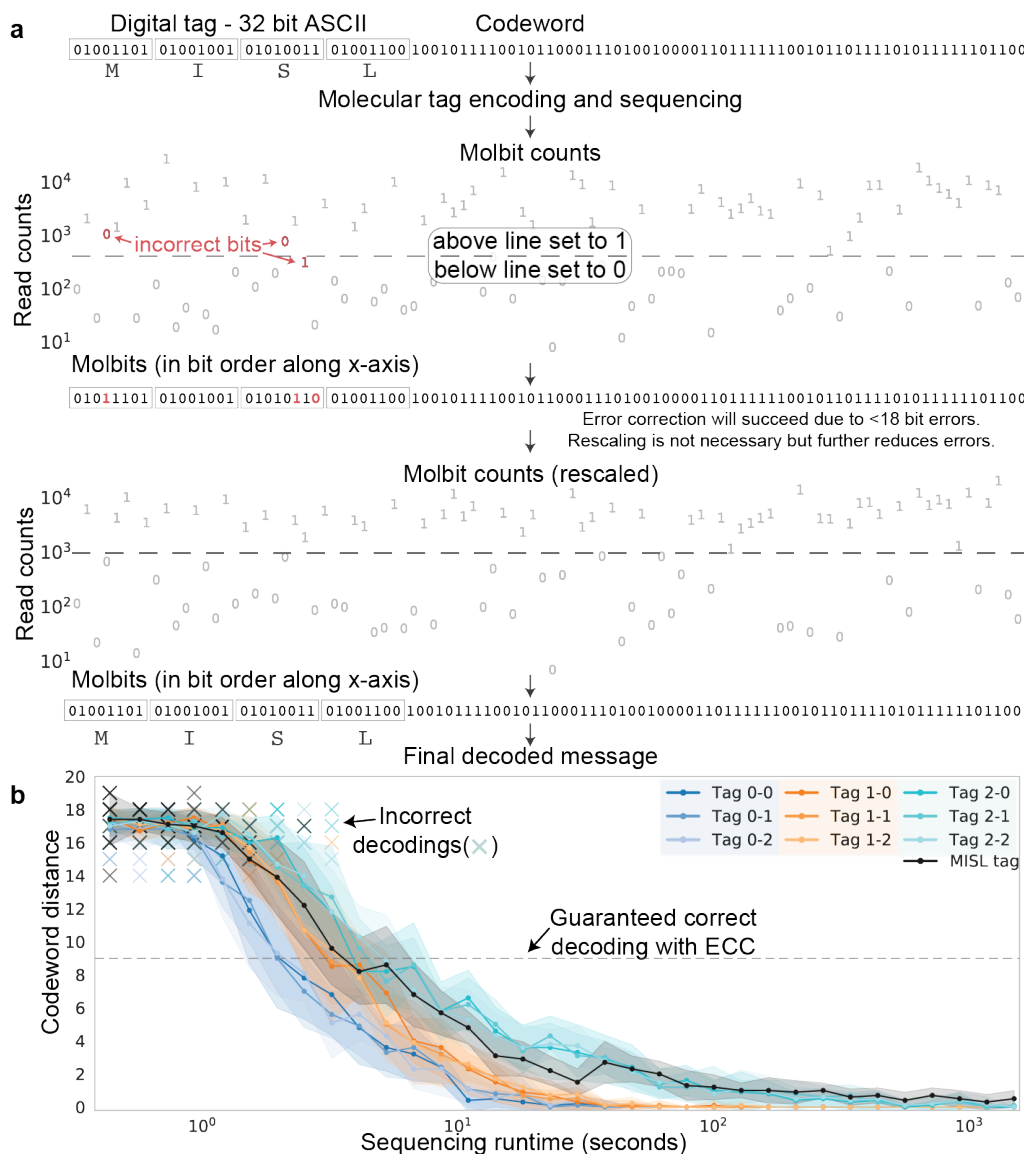 a
Digital tag - 32 bit ASCII
Codeword
01001101 01001001 01010011 01001100
M I S L
Molecular tag encoding and sequencing
Molbit counts
Read counts
10^4
10^3
10^2
10^1
incorrect bits
above line set to 1
below line set to 0
Molbits (in bit order along x-axis)
01011101 01001001 01010110 01001100
Error correction will succeed due to <18 bit errors.
Rescaling is not necessary but further reduces errors.
Molbit counts (rescaled)
Read counts
10^4
10^3
10^2
10^1
Molbits (in bit order along x-axis)
01001101 01001001 01010011 01001100
M I S L
Final decoded message
b
Codeword distance
20
18
16
14
12
10
8
6
4
2
0
Incorrect
decodings(×)
Tag 0-0 Tag 1-0 Tag 2-0
Tag 0-1 Tag 1-1 Tag 2-1
Tag 0-2 Tag 1-2 Tag 2-2
MISL tag
Guaranteed correct
decoding with ECC
10^0 10^1 10^2 10^3
Sequencing runtime (seconds)